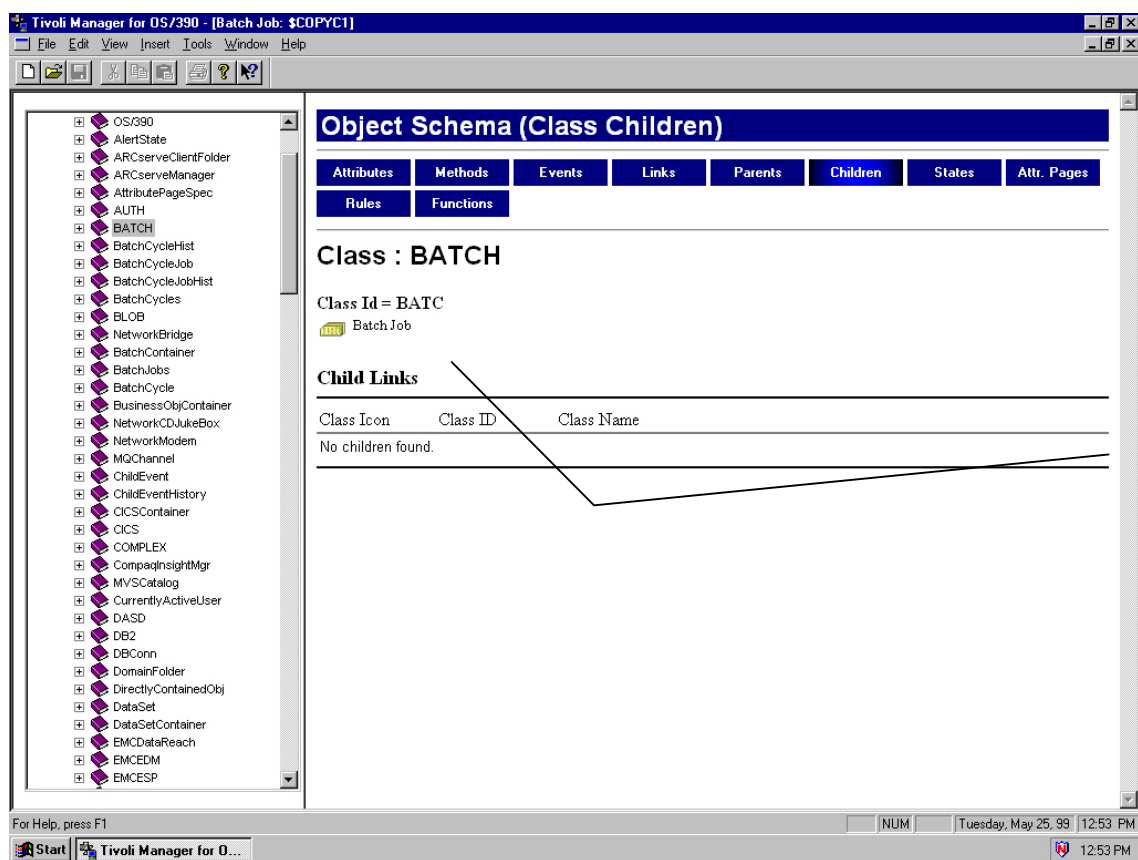 Tivoli Manager for OS/390 - [Batch Job: $COPYC1]
File Edit View Insert Tools Window Help
OS/390
AlertState
ARCserveClientFolder
ARCserveManager
AttributePageSpec
AUTH
BATCH
BatchCycleHist
BatchCycleJob
BatchCycleJobHist
BatchCycles
BLOB
NetworkBridge
BatchContainer
BatchJobs
BatchCycle
BusinessObjContainer
NetworkCDJukeBox
NetworkModem
MQChannel
ChildEvent
ChildEventHistory
CICSContainer
CICS
COMPLEX
CompaqInsightMgr
MVSCatalog
CurrentlyActiveUser
DASD
DB2
DBConn
DomainFolder
DirectlyContainedObj
DataSet
DataSetContainer
EMCDataReach
EMCEDM
EMCESP
Object Schema (Class Children)
Attributes Methods Events Links Parents Children States Attr. Pages
Rules Functions
Class : BATCH
Class Id = BATC
Batch Job
Child Links
Class Icon Class ID Class Name
No children found.
For Help, press F1 NUM Tuesday, May 25, 99 12:53 PM
Start Tivoli Manager for O... 12:53 PM